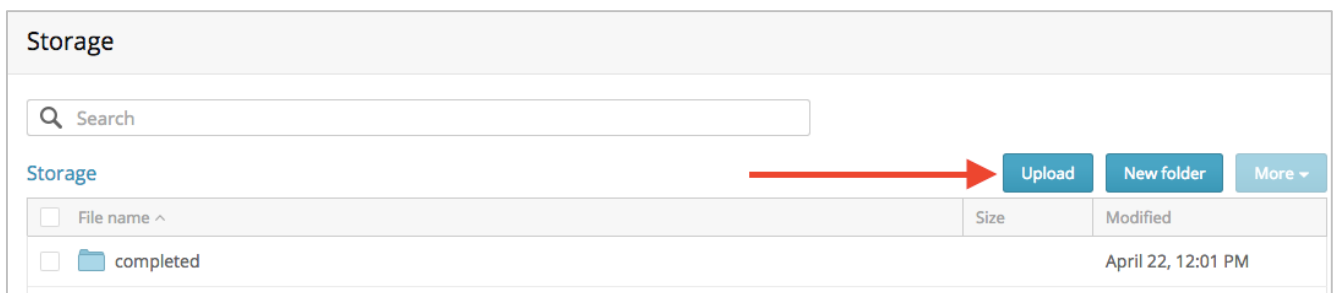 Storage
Search
Storage Upload New folder More
File name Size Modified
completed April 22, 12:01 PM